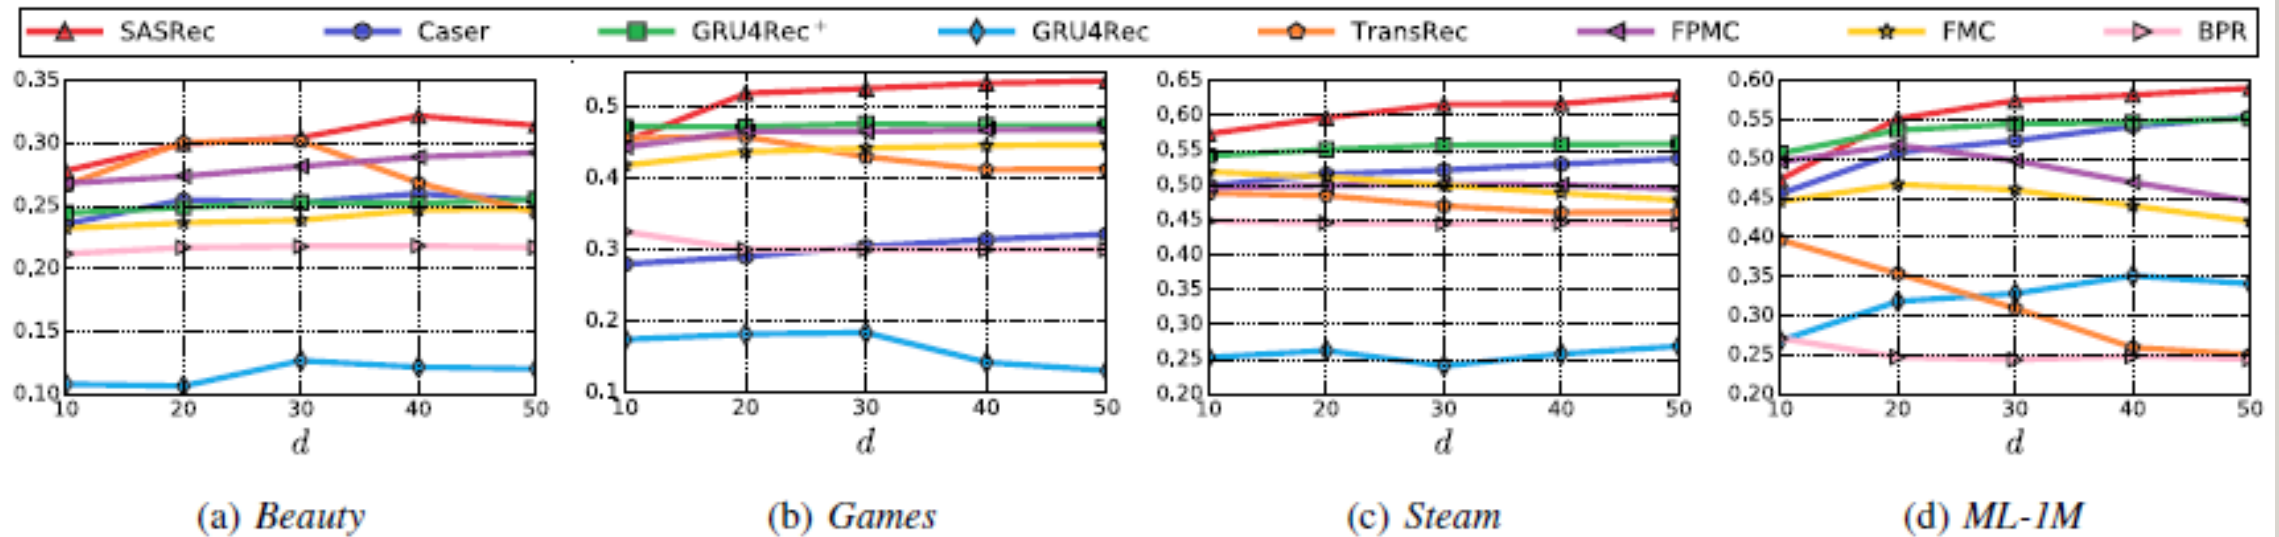 SASRec Caser GRU4Rec+ GRU4Rec TransRec FPMC FMC BPR
0.35
0.30
0.25
0.20
0.15
0.10
10 20 30 40 50
d
(a) Beauty
0.5
0.4
0.3
0.2
0.1
10 20 30 40 50
d
(b) Games
0.65
0.60
0.55
0.50
0.45
0.40
0.35
0.30
0.25
0.20
10 20 30 40 50
d
(c) Steam
0.60
0.55
0.50
0.45
0.40
0.35
0.30
0.25
0.20
10 20 30 40 50
d
(d) ML-1M